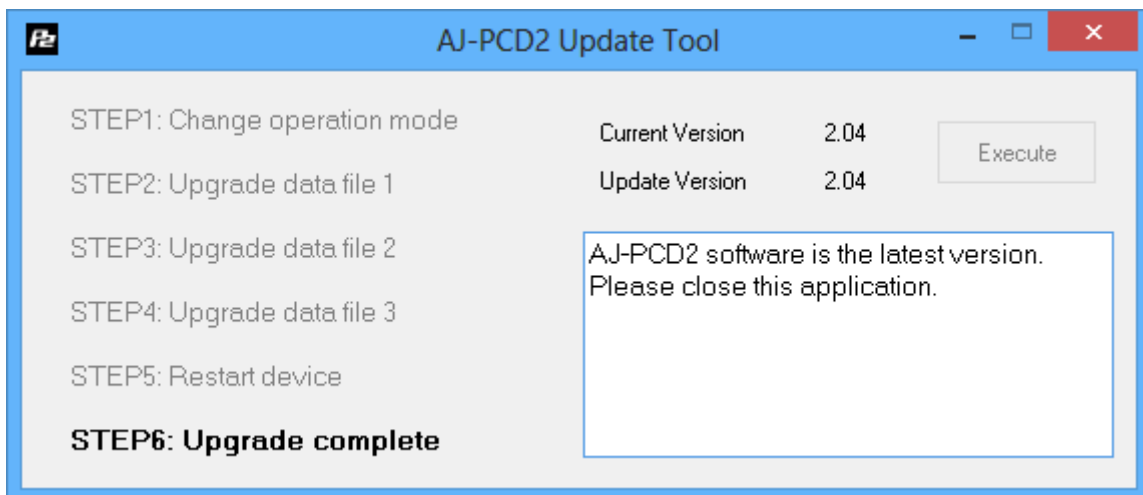 P2
AJ-PCD2 Update Tool
STEP1: Change operation mode
STEP2: Upgrade data file 1
STEP3: Upgrade data file 2
STEP4: Upgrade data file 3
STEP5: Restart device
STEP6: Upgrade complete
Current Version 2.04
Update Version 2.04
Execute
AJ-PCD2 software is the latest version.
Please close this application.